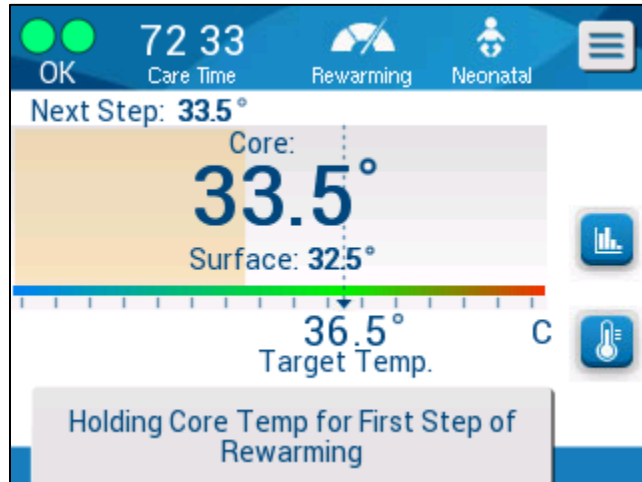 72 33
OK
Care Time
Rewarming
Neonatal
Next Step: 33.5°
Core:
33.5°
Surface: 32.5°
36.5°
C
Target Temp.
Holding Core Temp for First Step of
Rewarming